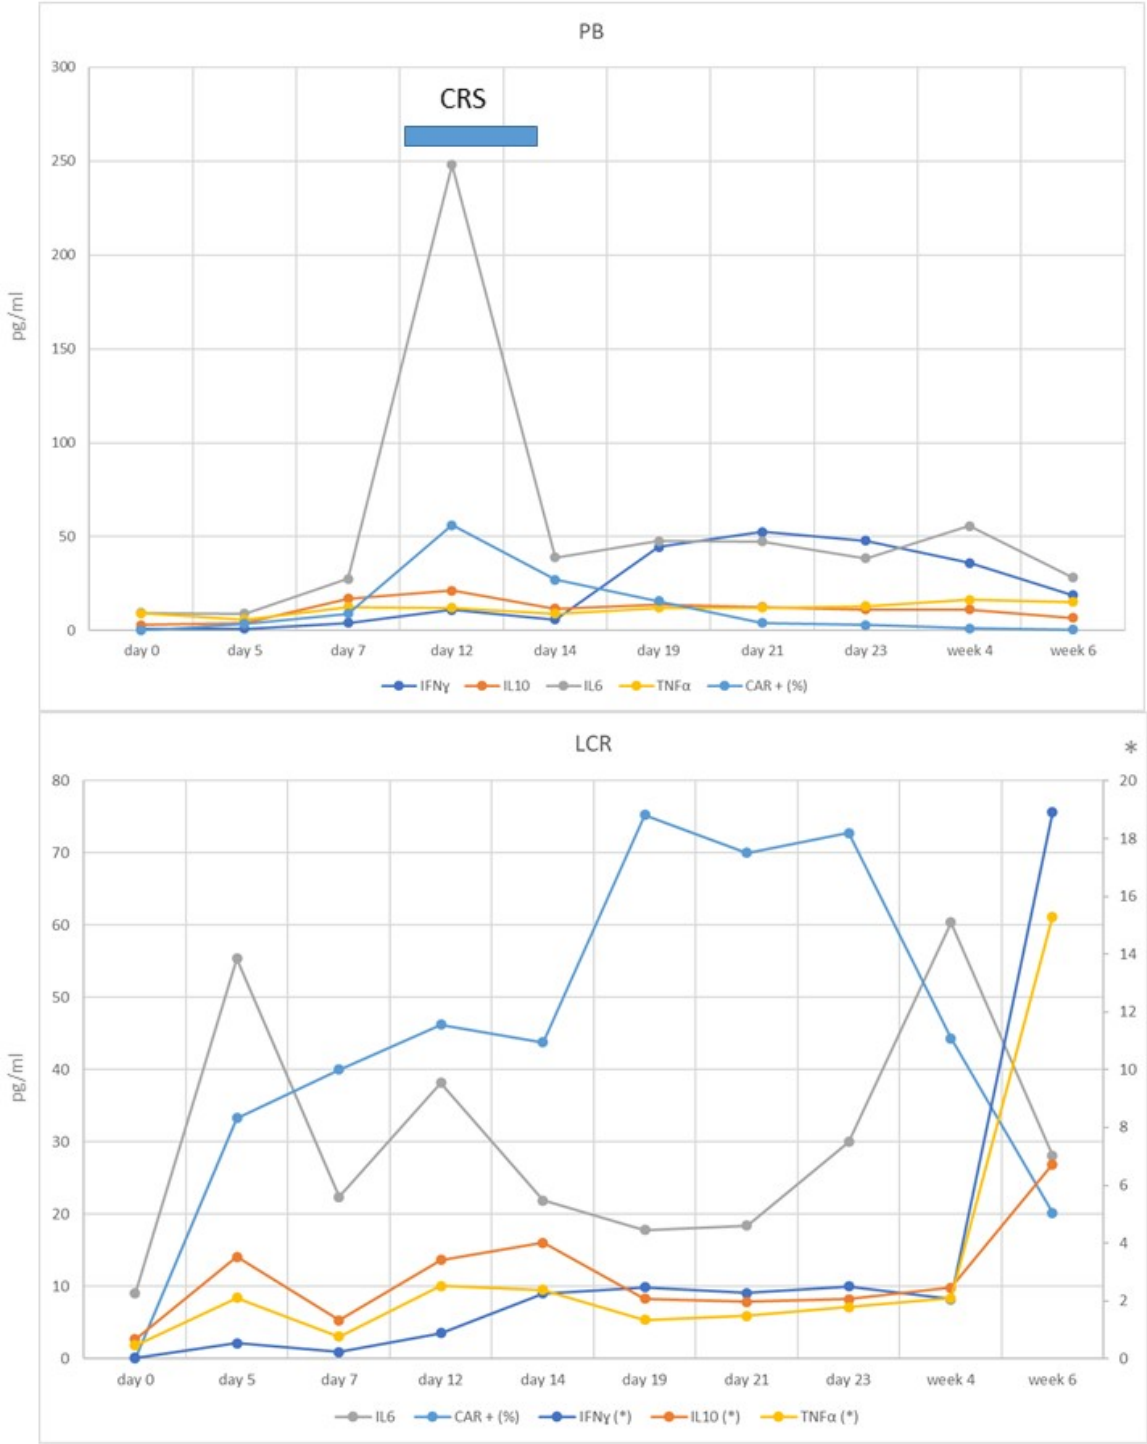 PB
300
CRS
250
200
150
100
50
0
pg/ml
day 0 day 5 day 7 day 12 day 14 day 19 day 21 day 23 week 4 week 6
IFNɣ IL10 IL6 TNFα CAR + (%)
LCR
*
80 20
70 18
60 16
50 14
40 12
30 10
20 8
10 6
0 4
2
0
pg/ml
day 0 day 5 day 7 day 12 day 14 day 19 day 21 day 23 week 4 week 6
IL6 CAR + (%) IFNɣ (*) IL10 (*) TNFα (*)